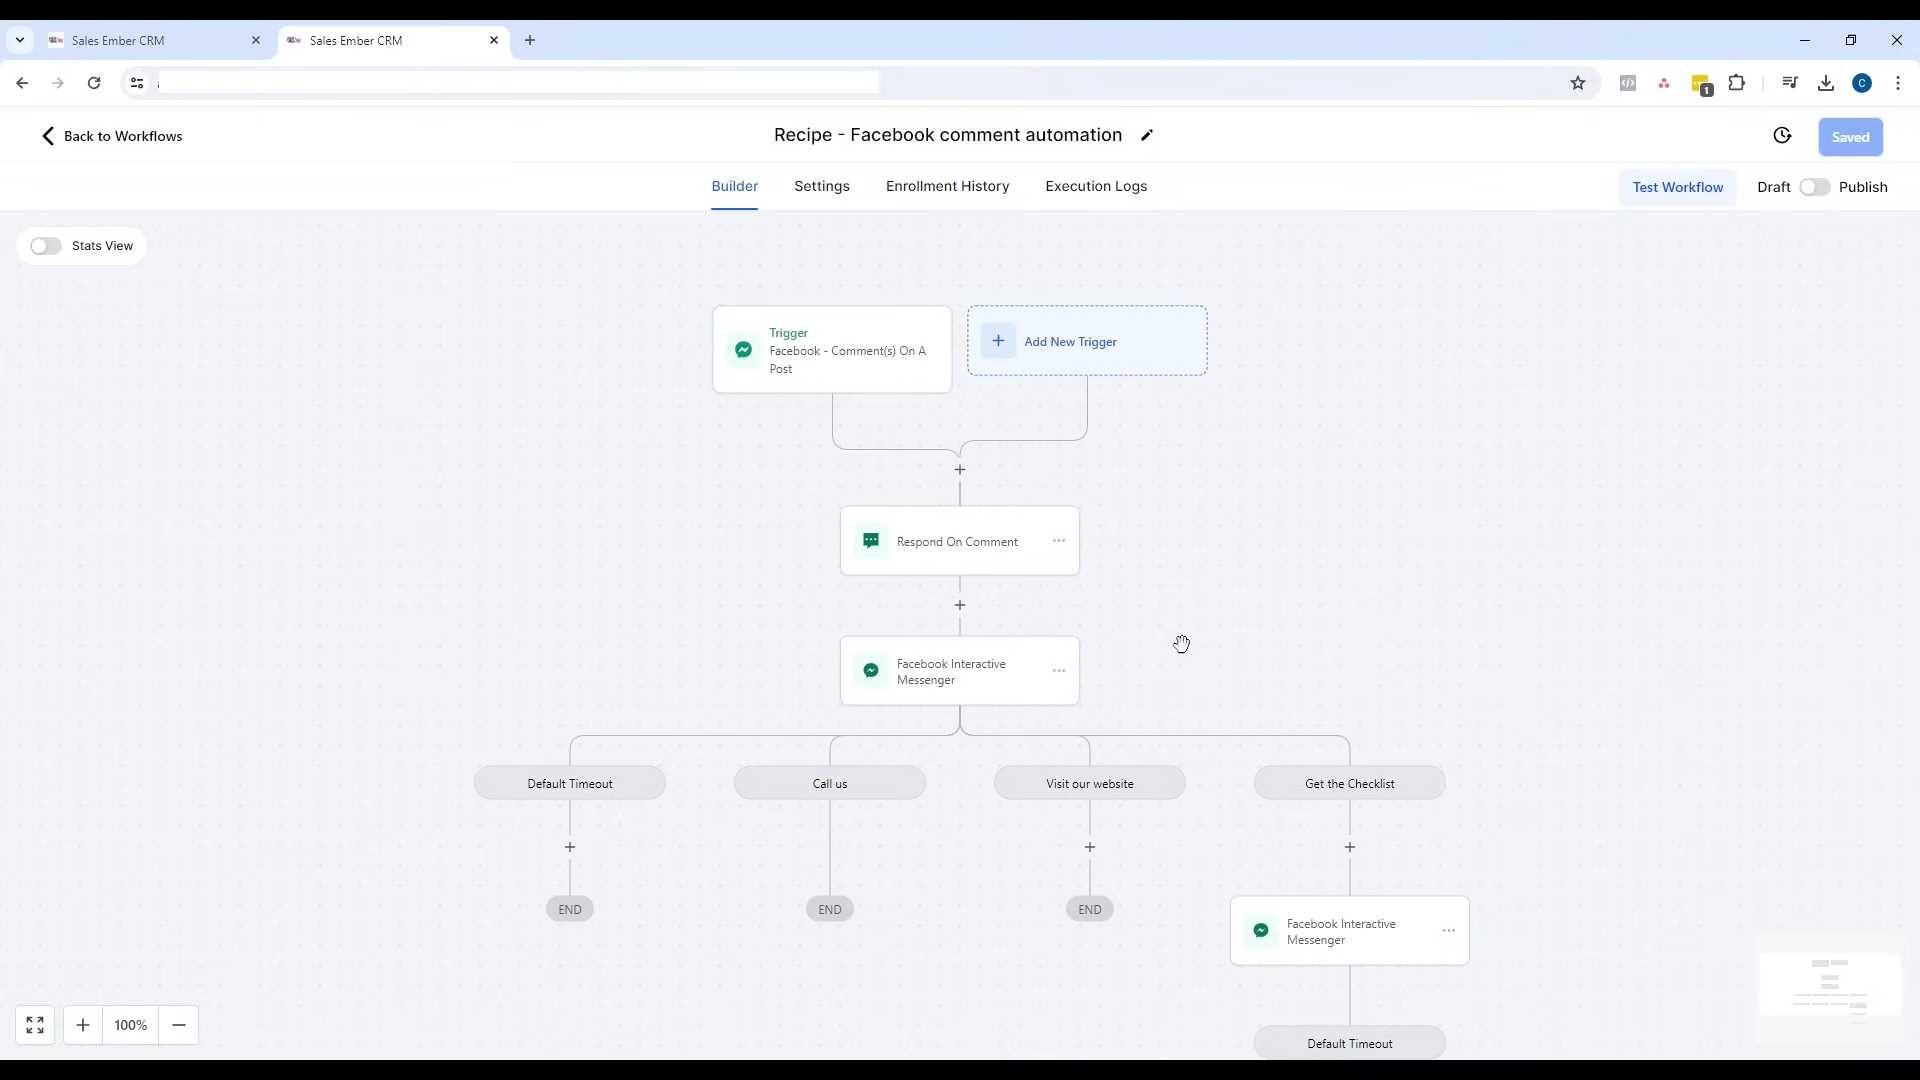 Sales Ember CRM
Sales Ember CRM
1
C
Back to Workflows
Recipe - Facebook comment automation
Saved
Builder
Settings
Enrollment History
Execution Logs
Test Workflow
Draft
Publish
Stats View
Trigger
Facebook - Comment(s) On A
Post
Add New Trigger
Respond On Comment
Facebook Interactive
Messenger
Default Timeout
Call us
Visit our website
Get the Checklist
END
END
END
Facebook Interactive
Messenger
100%
Default Timeout